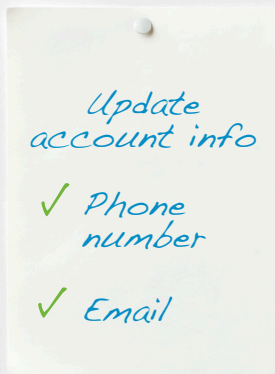 Update
account info
✓ Phone
number
✓ Email